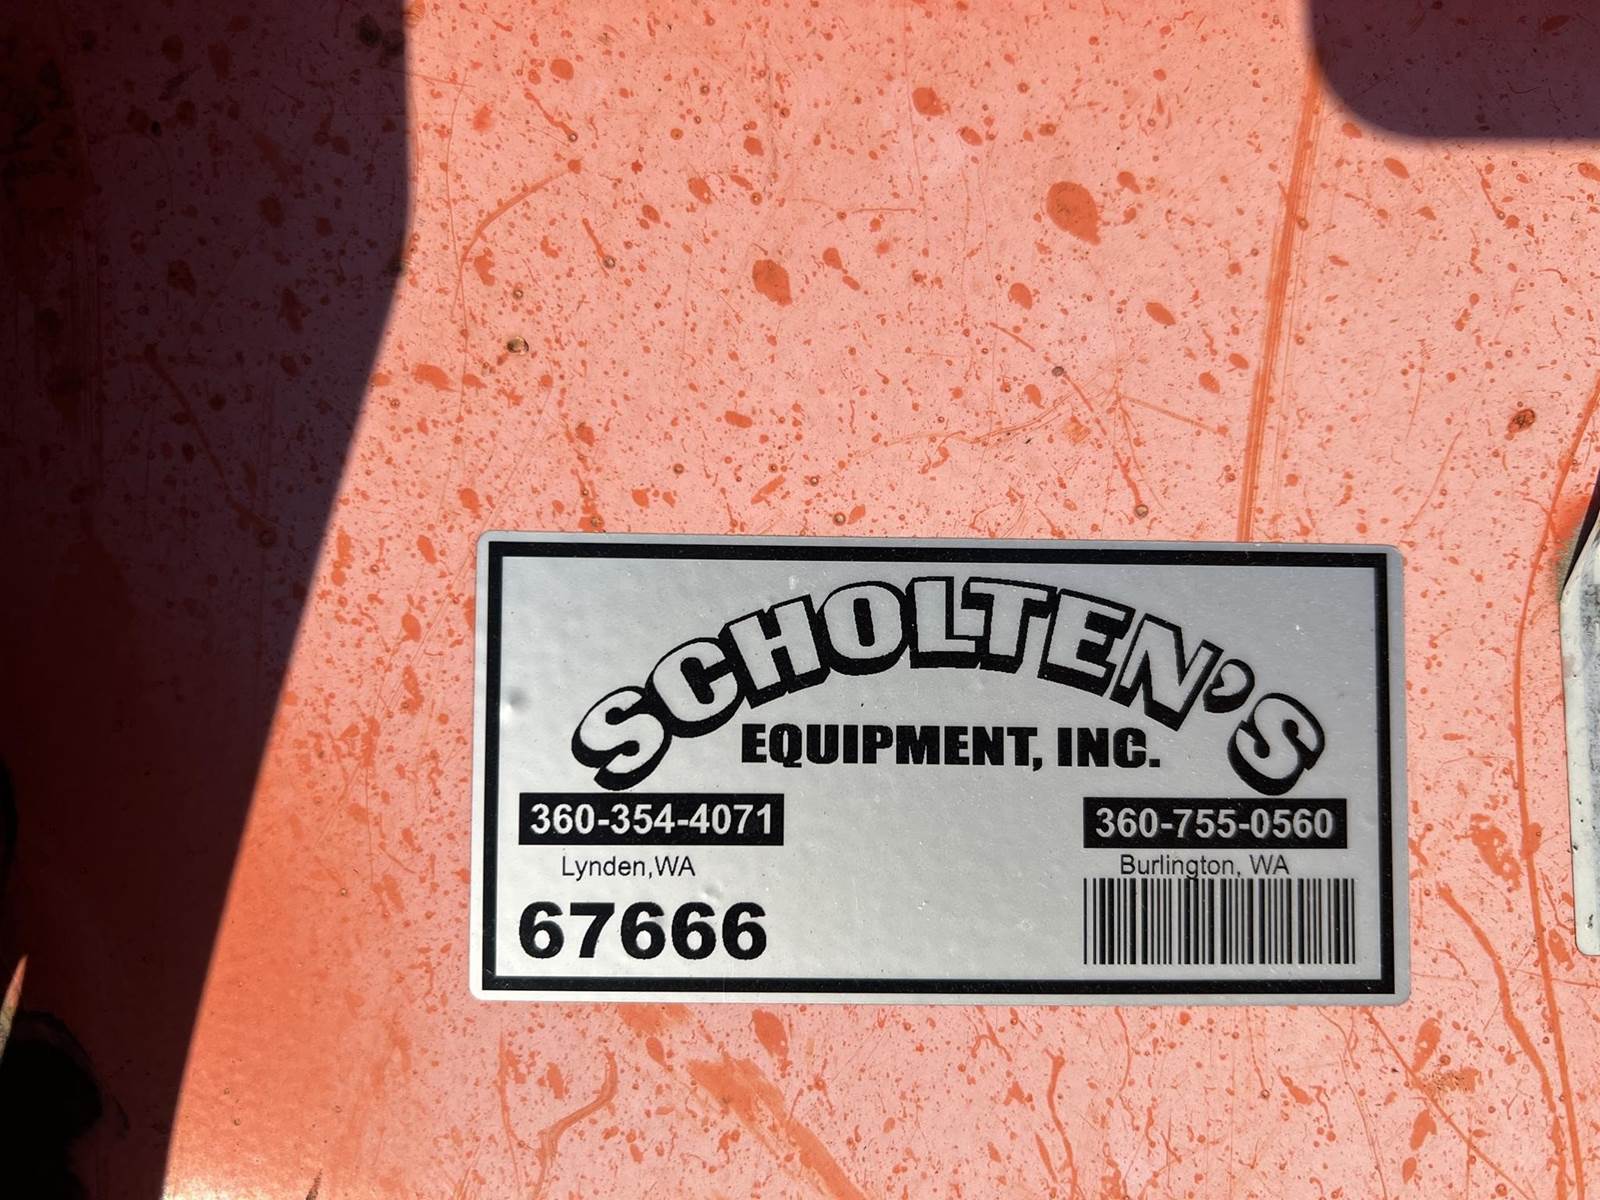 SCHOLTEN'S
EQUIPMENT, INC.
360-354-4071
360-755-0560
Lynden,WA
Burlington, WA
67666